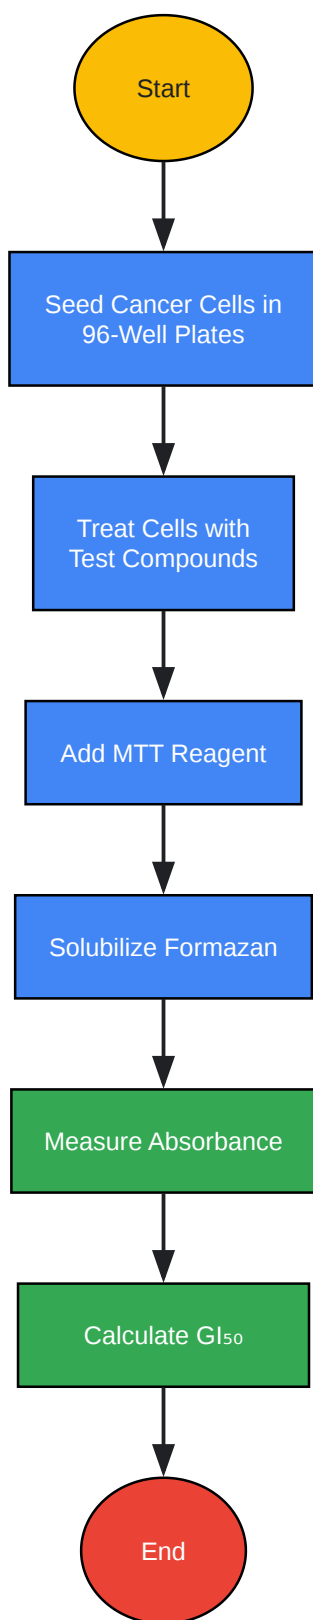 Start
Seed Cancer Cells in
96-Well Plates
Treat Cells with
Test Compounds
Add MTT Reagent
Solubilize Formazan
Measure Absorbance
Calculate GI₅₀
End